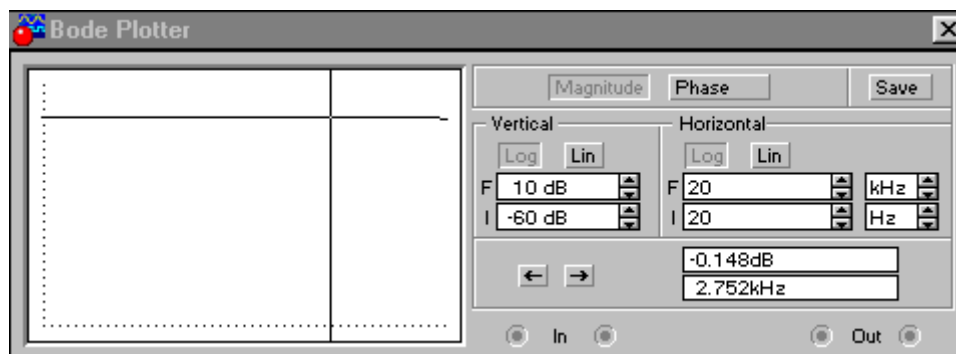 Bode Plotter
Magnitude Phase Save
Vertical Horizontal
Log Lin Log Lin
F 10 dB F 20 kHz
I -60 dB I 20 Hz
-0.148dB
2.752kHz
In Out